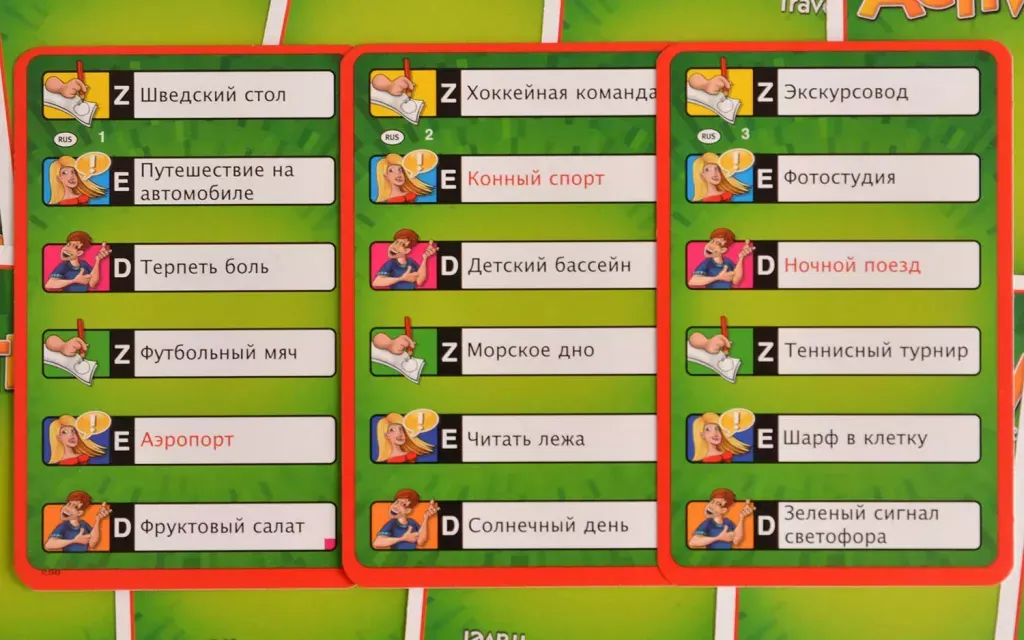 Travel
Activ
Z Шведский стол
RUS 1
E Путешествие на
автомобиле
D Терпеть боль
Z Футбольный мяч
E Аэропорт
D Фруктовый салат
Z Хоккейная команда
RUS 2
E Конный спорт
D Детский бассейн
Z Морское дно
E Читать лежа
D Солнечный день
Z Экскурсовод
RUS 3
E Фотостудия
D Ночной поезд
Z Теннисный турнир
E Шарф в клетку
D Зеленый сигнал
светофора